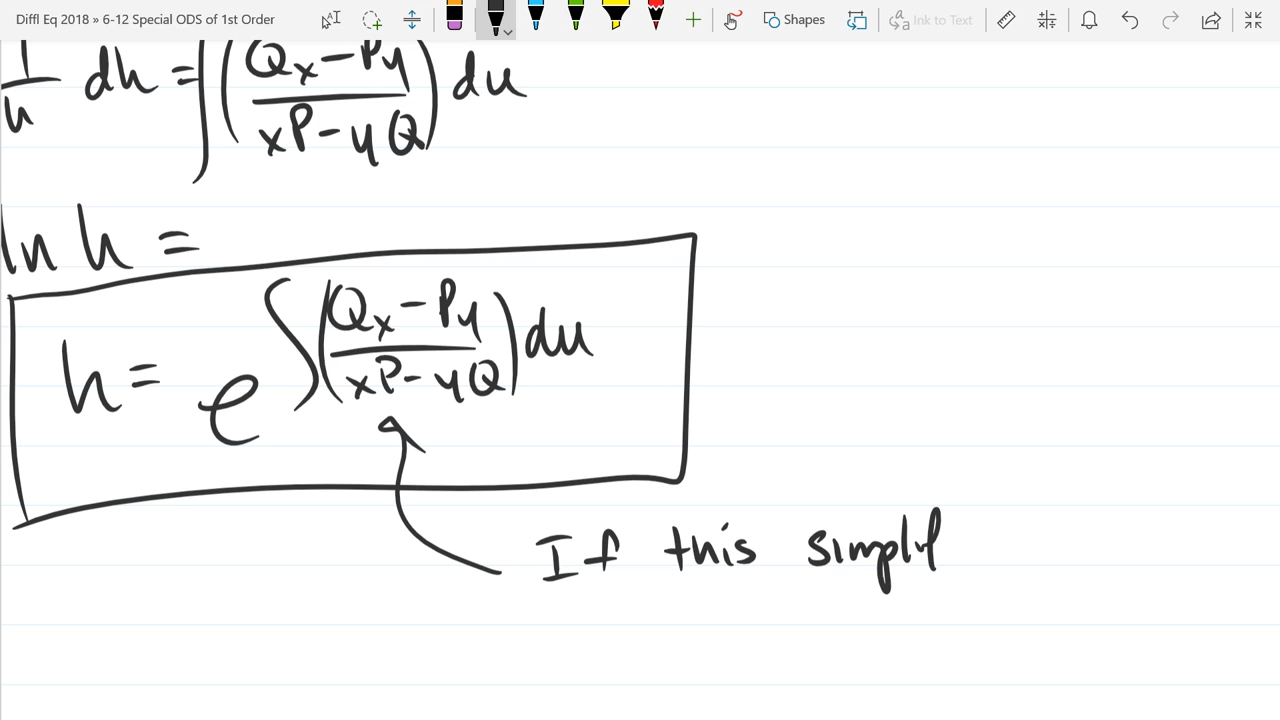 Diffl Eq 2018 » 6-12 Special ODS of 1st Order
Shapes
Ink to Text
1/h dh = ∫ ((Qx - Py)/(xP - yQ)) du
ln h =
h = e^∫((Qx - Py)/(xP - yQ)) du
If this simplif